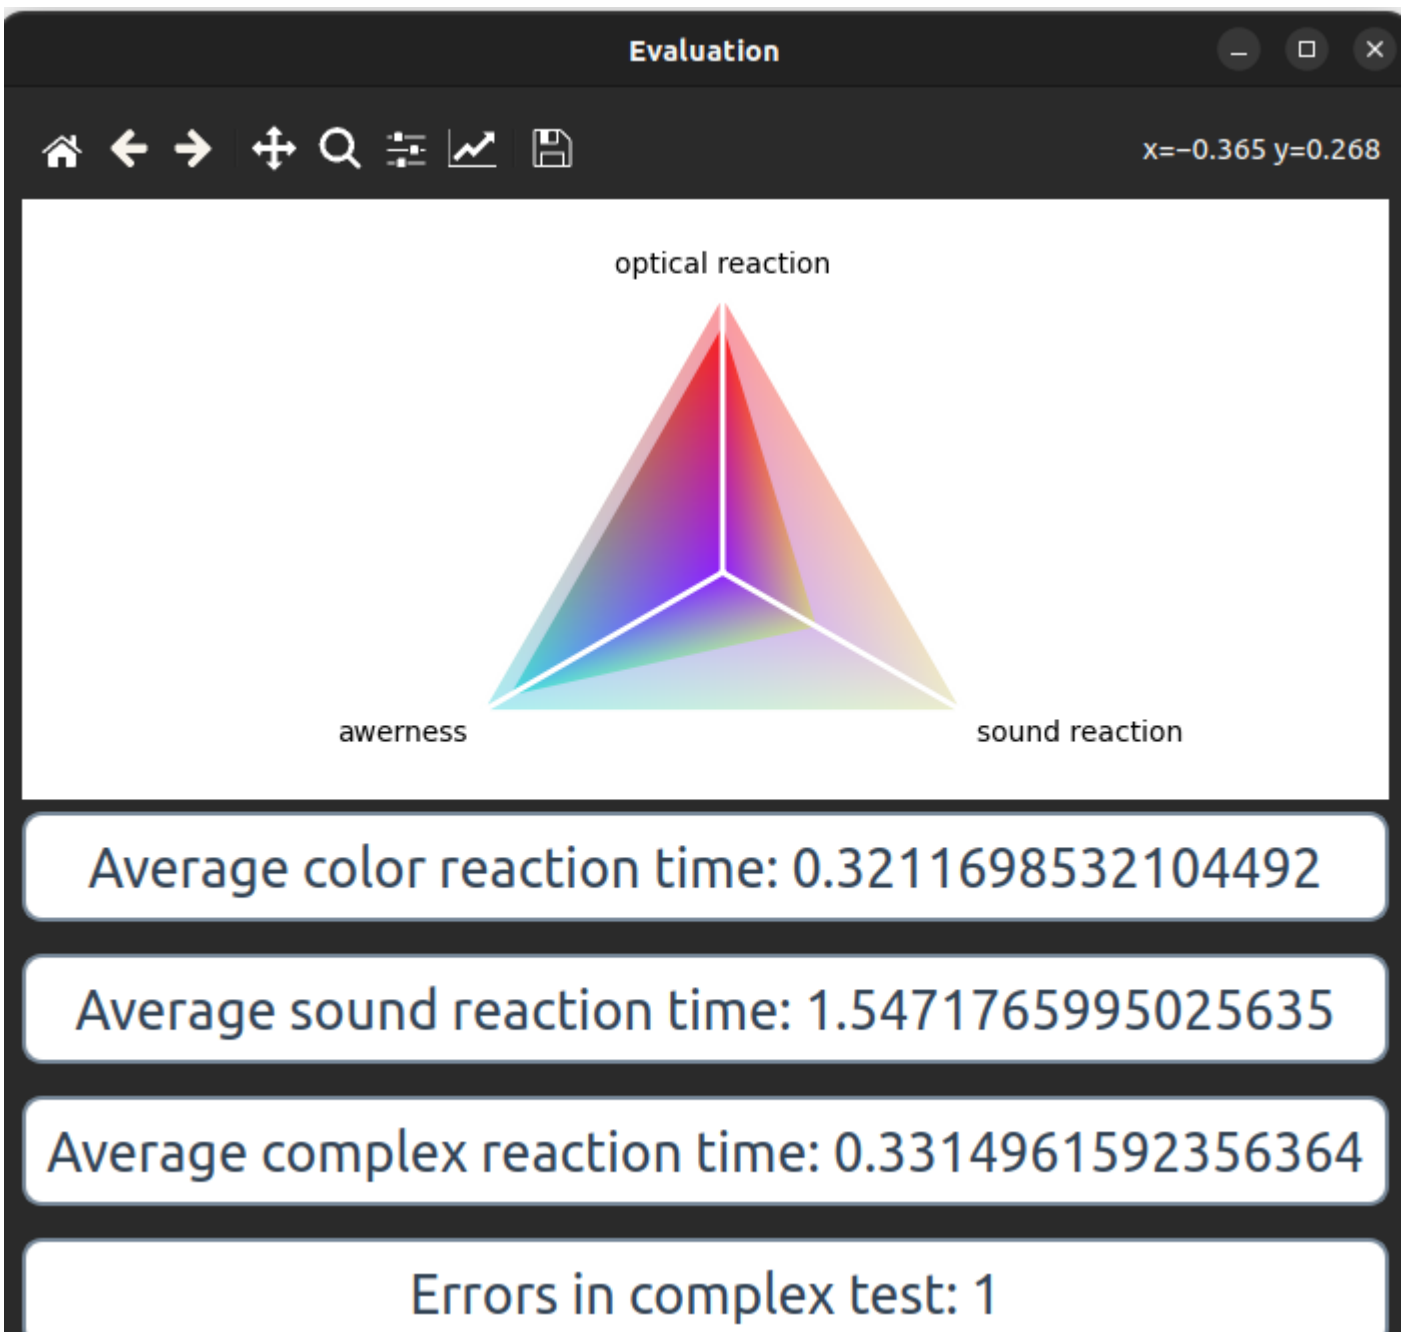 Evaluation
x=−0.365 y=0.268
optical reaction
awerness
sound reaction
Average color reaction time: 0.3211698532104492
Average sound reaction time: 1.5471765995025635
Average complex reaction time: 0.3314961592356364
Errors in complex test: 1